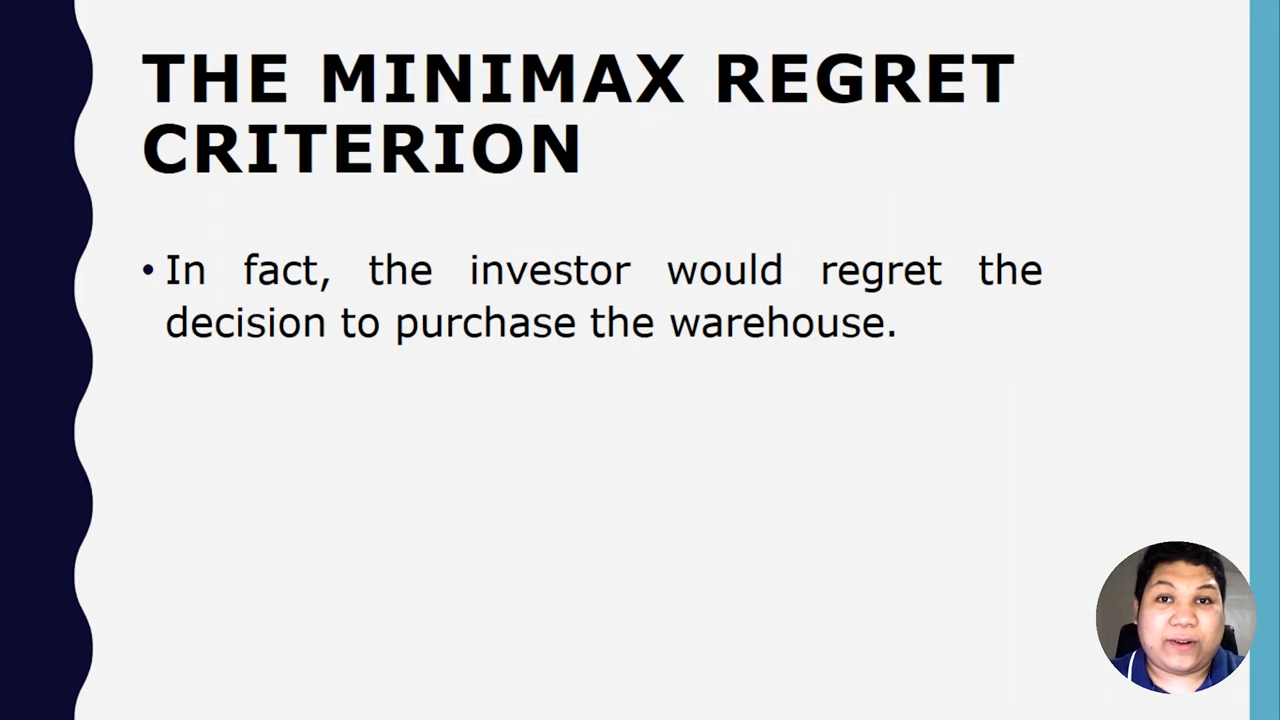 THE MINIMAX REGRET
CRITERION
• In fact, the investor would regret the
decision to purchase the warehouse.